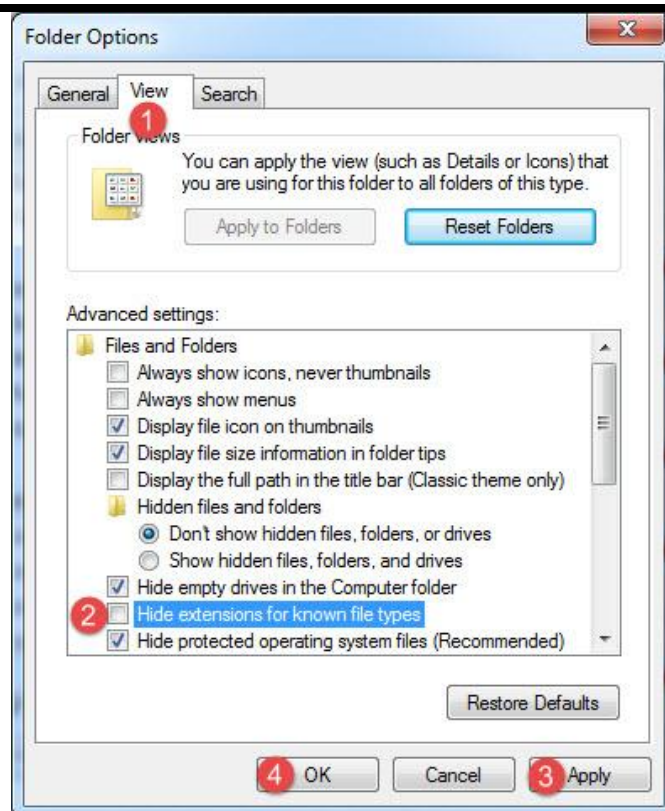 Folder Options
General View Search
1
Folder views
You can apply the view (such as Details or Icons) that
you are using for this folder to all folders of this type.
Apply to Folders Reset Folders
Advanced settings:
Files and Folders
Always show icons, never thumbnails
Always show menus
Display file icon on thumbnails
Display file size information in folder tips
Display the full path in the title bar (Classic theme only)
Hidden files and folders
Don't show hidden files, folders, or drives
Show hidden files, folders, and drives
Hide empty drives in the Computer folder
2 Hide extensions for known file types
Hide protected operating system files (Recommended)
Restore Defaults
4 OK Cancel 3 Apply